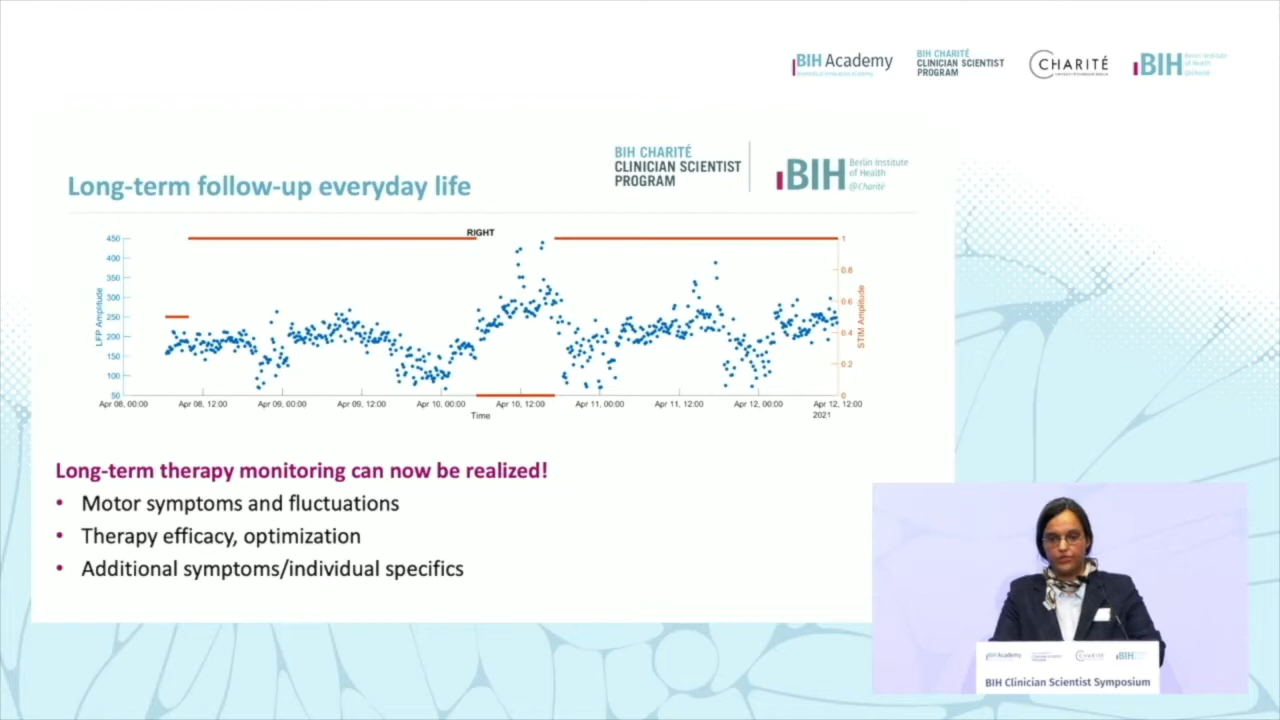 BIH Academy
BIH CHARITÉ
CLINICIAN SCIENTIST
PROGRAM
CHARITÉ
BIH
Berlin Institute
of Health
@Charité
BIH CHARITÉ
CLINICIAN SCIENTIST
PROGRAM
BIH
Berlin Institute
of Health
@Charité
Long-term follow-up everyday life
RIGHT
450
400
350
300
250
200
150
100
50
LFP Amplitude
1
0.8
0.6
0.4
0.2
0
STIM Amplitude
Apr 08, 00:00
Apr 08, 12:00
Apr 09, 00:00
Apr 09, 12:00
Apr 10, 00:00
Apr 10, 12:00
Apr 11, 00:00
Apr 11, 12:00
Apr 12, 00:00
Apr 12, 12:00
Time
2021
Long-term therapy monitoring can now be realized!
• Motor symptoms and fluctuations
• Therapy efficacy, optimization
• Additional symptoms/individual specifics
BIH Academy
CHARITÉ
BIH
BIH Clinician Scientist Symposium